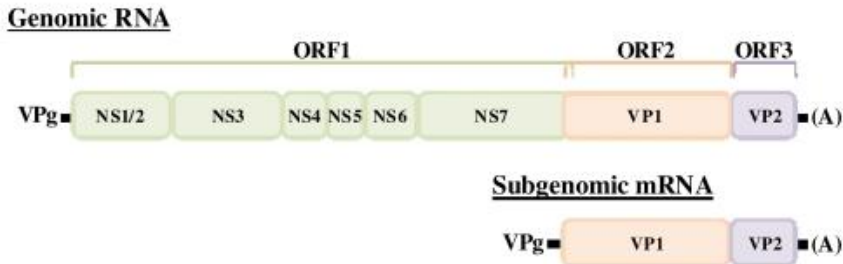 Genomic RNA
ORF1 ORF2 ORF3
VPg NS1/2 NS3 NS4 NS5 NS6 NS7 VP1 VP2 (A)
Subgenomic mRNA
VPg VP1 VP2 (A)